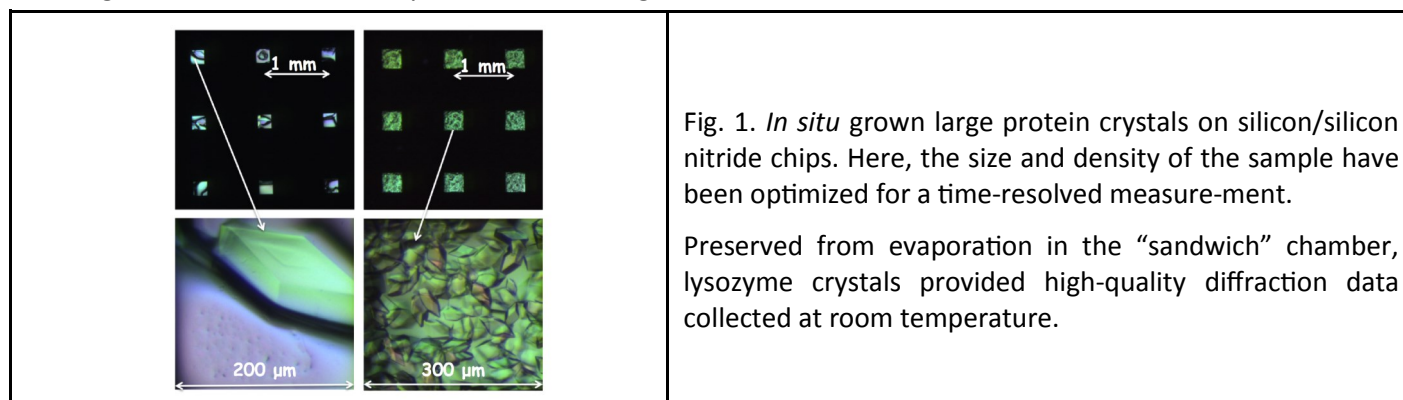 1 mm
1 mm
200 µm
300 µm
Fig. 1. In situ grown large protein crystals on silicon/silicon
nitride chips. Here, the size and density of the sample have
been optimized for a time-resolved measure-ment.
Preserved from evaporation in the “sandwich” chamber,
lysozyme crystals provided high-quality diffraction data
collected at room temperature.